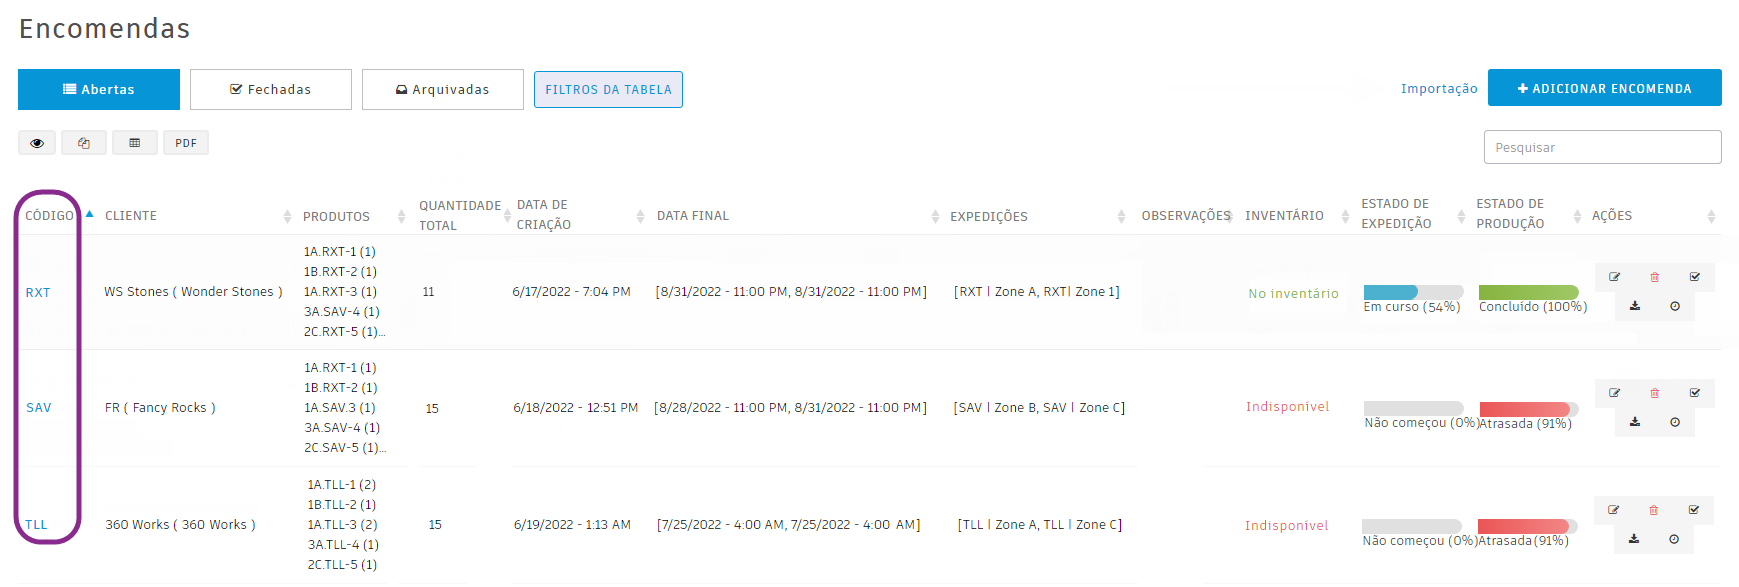 Encomendas
Abertas
Fechadas
Arquivadas
FILTROS DA TABELA
Importação
ADICIONAR ENCOMENDA
PDF
Pesquisar
CÓDIGO
CLIENTE
PRODUTOS
QUANTIDADE
TOTAL
DATA DE
CRIAÇÃO
DATA FINAL
EXPEDIÇÕES
OBSERVAÇÕES
INVENTÁRIO
ESTADO DE
EXPEDIÇÃO
ESTADO DE
PRODUÇÃO
AÇÕES
RXT
WS Stones ( Wonder Stones )
1A.RXT-1 (1)
1B.RXT-2 (1)
1A.RXT-3 (1)
3A.SAV-4 (1)
2C.RXT-5 (1)...
11
6/17/2022 - 7:04 PM
[8/31/2022 - 11:00 PM, 8/31/2022 - 11:00 PM]
[RXT | Zone A, RXT| Zone 1]
No inventário
Em curso (54%)
Concluído (100%)
SAV
FR ( Fancy Rocks )
1A.RXT-1 (1)
1B.RXT-2 (1)
1A.SAV.3 (1)
3A.SAV-4 (1)
2C.SAV-5 (1)...
15
6/18/2022 - 12:51 PM
[8/28/2022 - 11:00 PM, 8/31/2022 - 11:00 PM]
[SAV | Zone B, SAV | Zone C]
Indisponível
Não começou (0%)
Atrasada (91%)
TLL
360 Works ( 360 Works )
1A.TLL-1 (2)
1B.TLL-2 (1)
1A.TLL-3 (2)
3A.TLL-4 (1)
2C.TLL-5 (1)
15
6/19/2022 - 1:13 AM
[7/25/2022 - 4:00 AM, 7/25/2022 - 4:00 AM]
[TLL | Zone A, TLL | Zone C]
Indisponível
Não começou (0%)
Atrasada (91%)